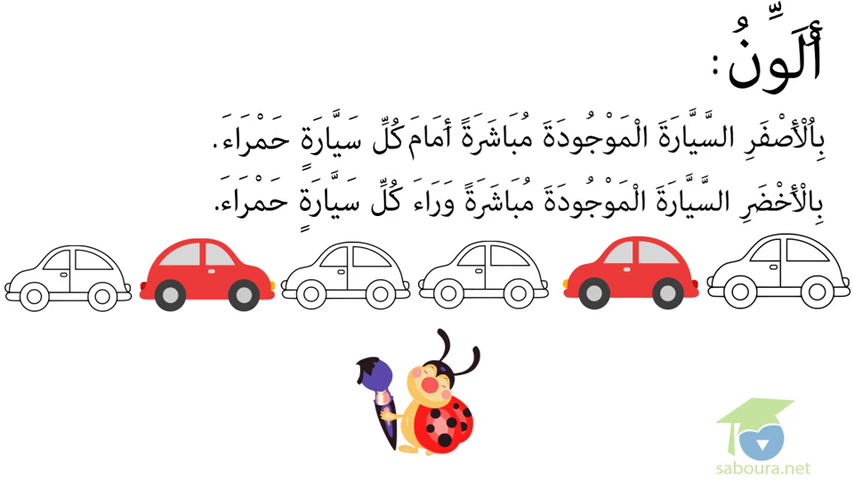 أُلَوِّنُ :
بِاُلْأَصْفَرِ السَّيَّارَةَ الْمَوْجُودَةَ مُبَاشَرَةً أَمَامَ كُلِّ سَيَّارَةٍ حَمْرَاءَ.
بِالْأَخْضَرِ السَّيَّارَةَ الْمَوْجُودَةَ مُبَاشَرَةً وَرَاءَ كُلِّ سَيَّارَةٍ حَمْرَاءَ.
saboura.net